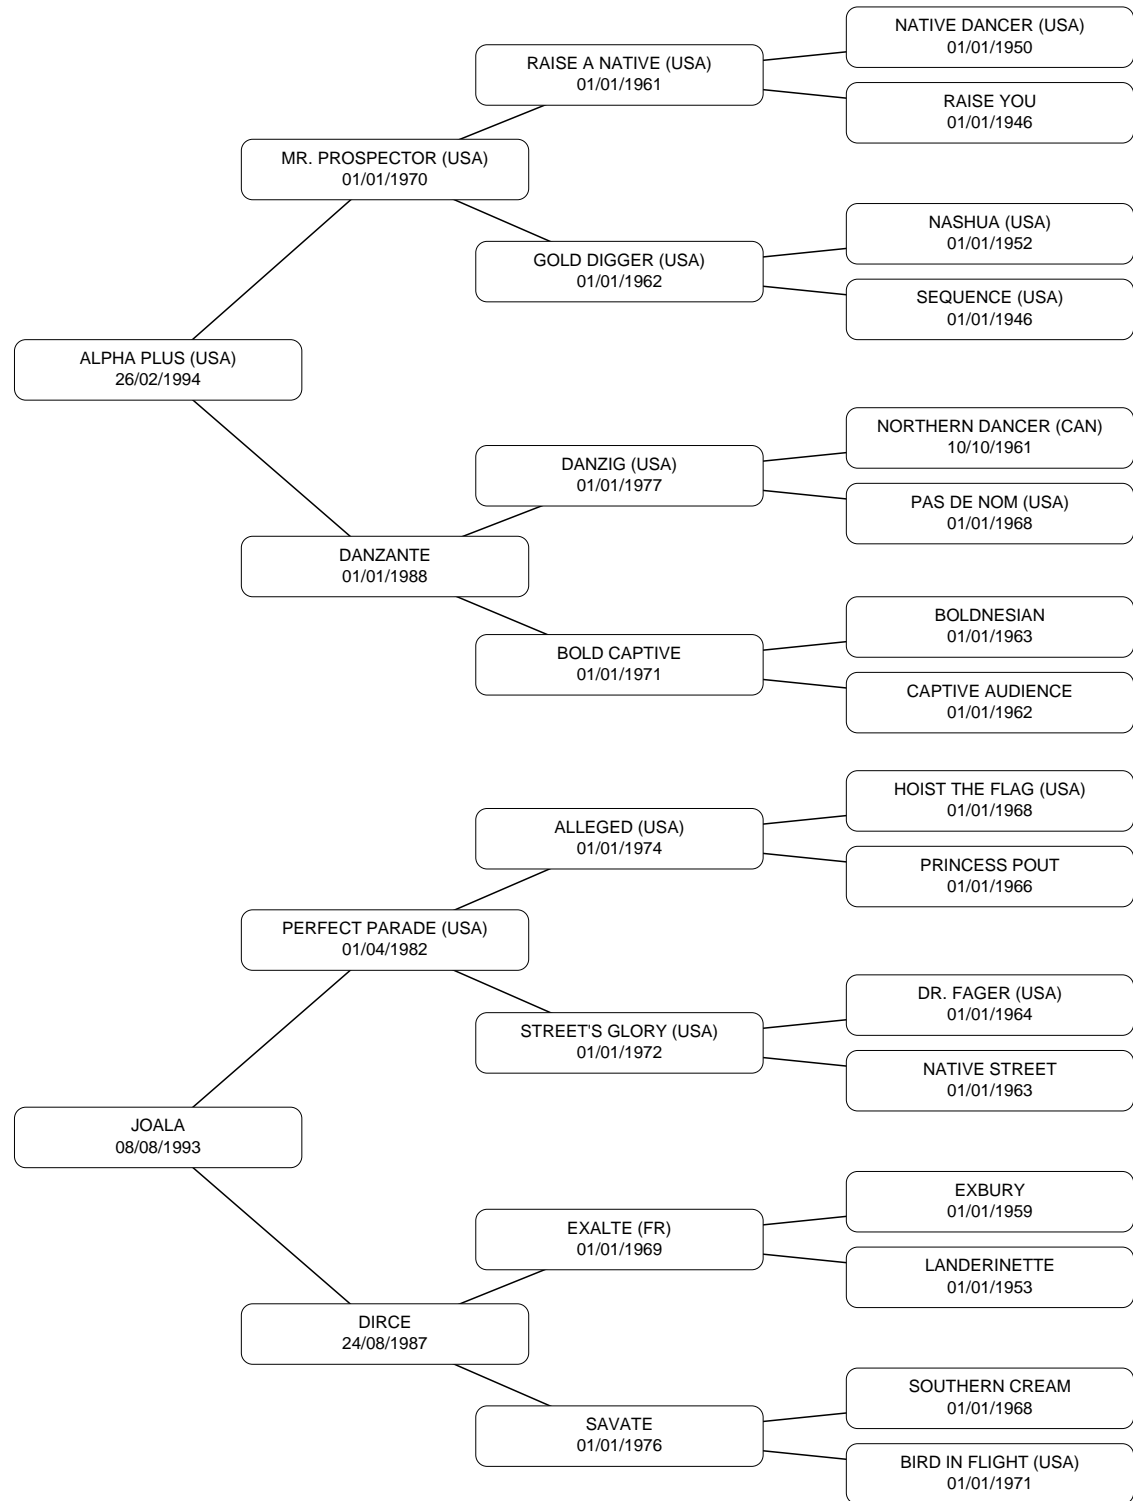 NATIVE DANCER (USA)
01/01/1950
RAISE A NATIVE (USA)
01/01/1961
RAISE YOU
01/01/1946
MR. PROSPECTOR (USA)
01/01/1970
NASHUA (USA)
01/01/1952
GOLD DIGGER (USA)
01/01/1962
SEQUENCE (USA)
01/01/1946
ALPHA PLUS (USA)
26/02/1994
NORTHERN DANCER (CAN)
10/10/1961
DANZIG (USA)
01/01/1977
PAS DE NOM (USA)
01/01/1968
DANZANTE
01/01/1988
BOLDNESIAN
01/01/1963
BOLD CAPTIVE
01/01/1971
CAPTIVE AUDIENCE
01/01/1962
HOIST THE FLAG (USA)
01/01/1968
ALLEGED (USA)
01/01/1974
PRINCESS POUT
01/01/1966
PERFECT PARADE (USA)
01/04/1982
DR. FAGER (USA)
01/01/1964
STREET'S GLORY (USA)
01/01/1972
NATIVE STREET
01/01/1963
JOALA
08/08/1993
EXBURY
01/01/1959
EXALTE (FR)
01/01/1969
LANDERINETTE
01/01/1953
DIRCE
24/08/1987
SOUTHERN CREAM
01/01/1968
SAVATE
01/01/1976
BIRD IN FLIGHT (USA)
01/01/1971